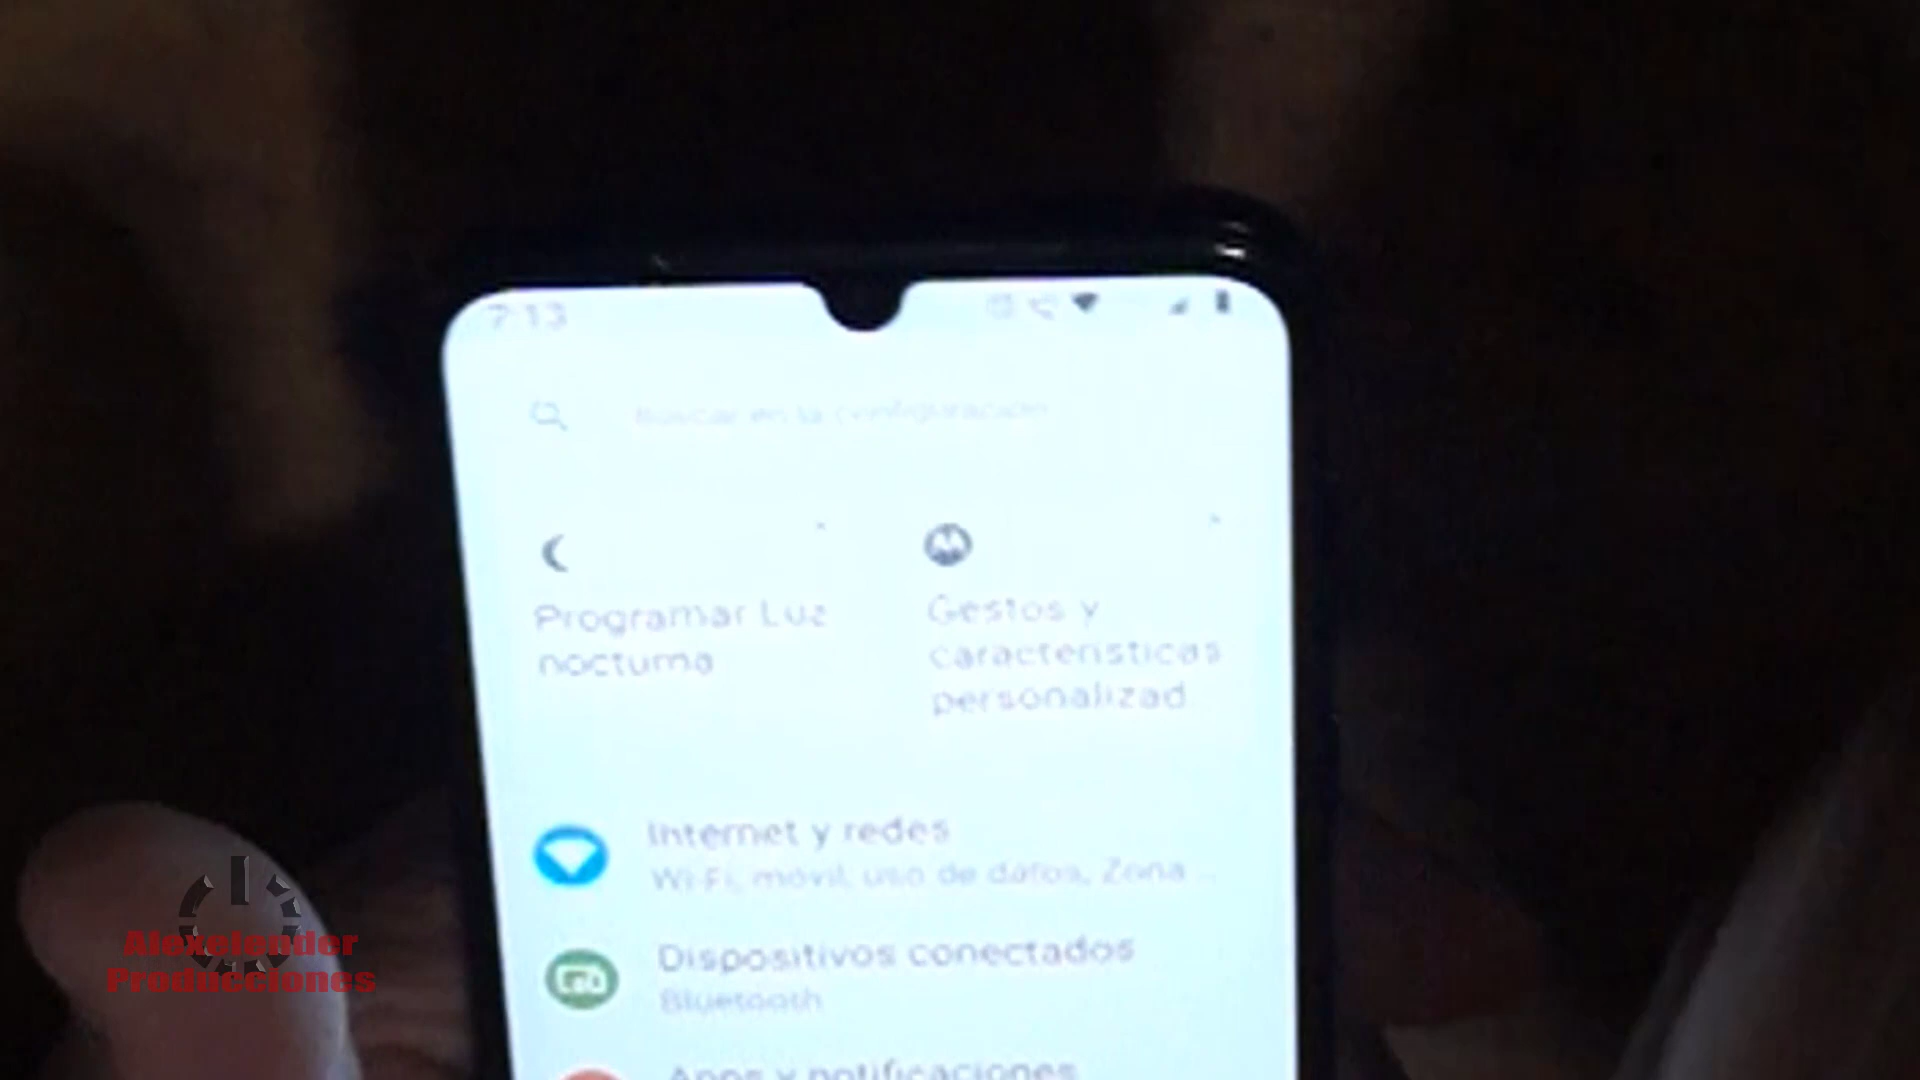 7:13
Buscar en la configuración
Programar Luz
nocturna
Gestos y
características
personalizad
Internet y redes
Wi-Fi, móvil, uso de datos, Zona ...
Dispositivos conectados
Bluetooth
Apps y notificaciones
Alexelonder
Producciones